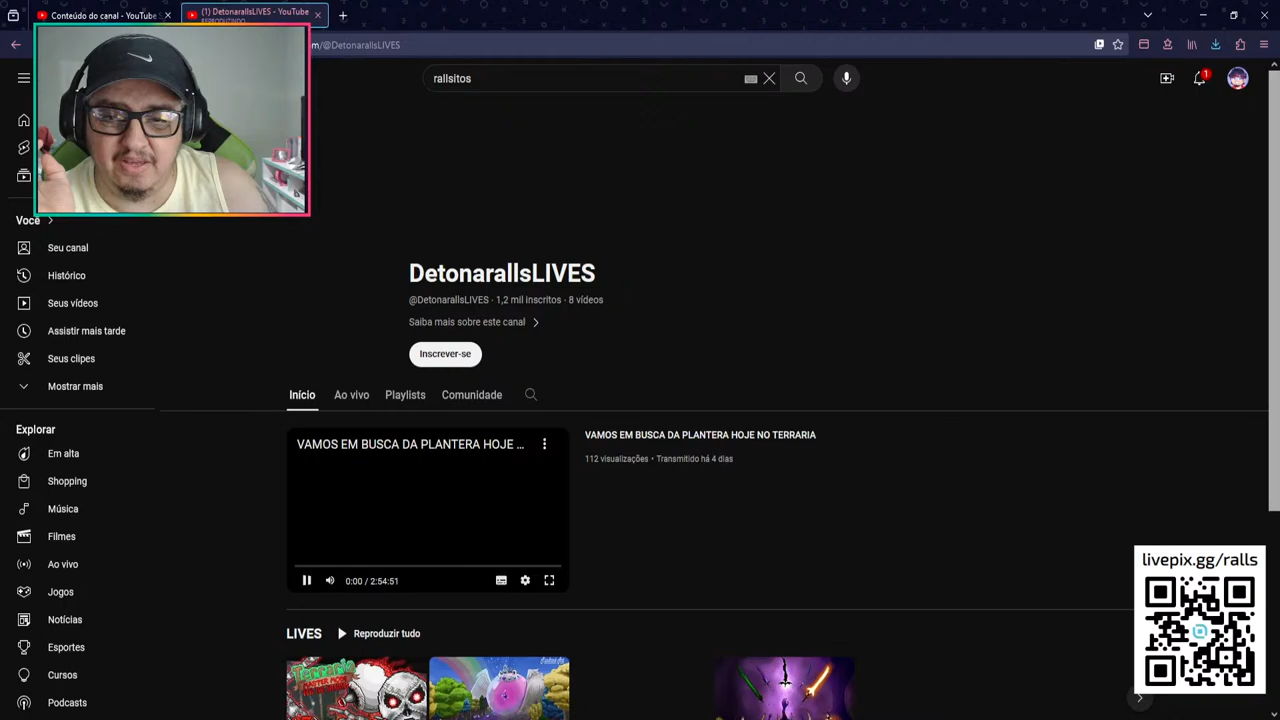 Conteúdo do canal - YouTube
(1) DetonarallsLIVES - YouTube
REPRODUZINDO
m/@DetonarallsLIVES
rallsitos
1
Você
Seu canal
Histórico
Seus vídeos
Assistir mais tarde
Seus clipes
Mostrar mais
Explorar
Em alta
Shopping
Música
Filmes
Ao vivo
Jogos
Notícias
Esportes
Cursos
Podcasts
DetonarallsLIVES
@DetonarallsLIVES · 1,2 mil inscritos · 8 vídeos
Saiba mais sobre este canal
Inscrever-se
Início Ao vivo Playlists Comunidade
VAMOS EM BUSCA DA PLANTERA HOJE ...
0:00 / 2:54:51
VAMOS EM BUSCA DA PLANTERA HOJE NO TERRARIA
112 visualizações • Transmitido há 4 dias
LIVES Reproduzir tudo
Terraria
livepix.gg/ralls